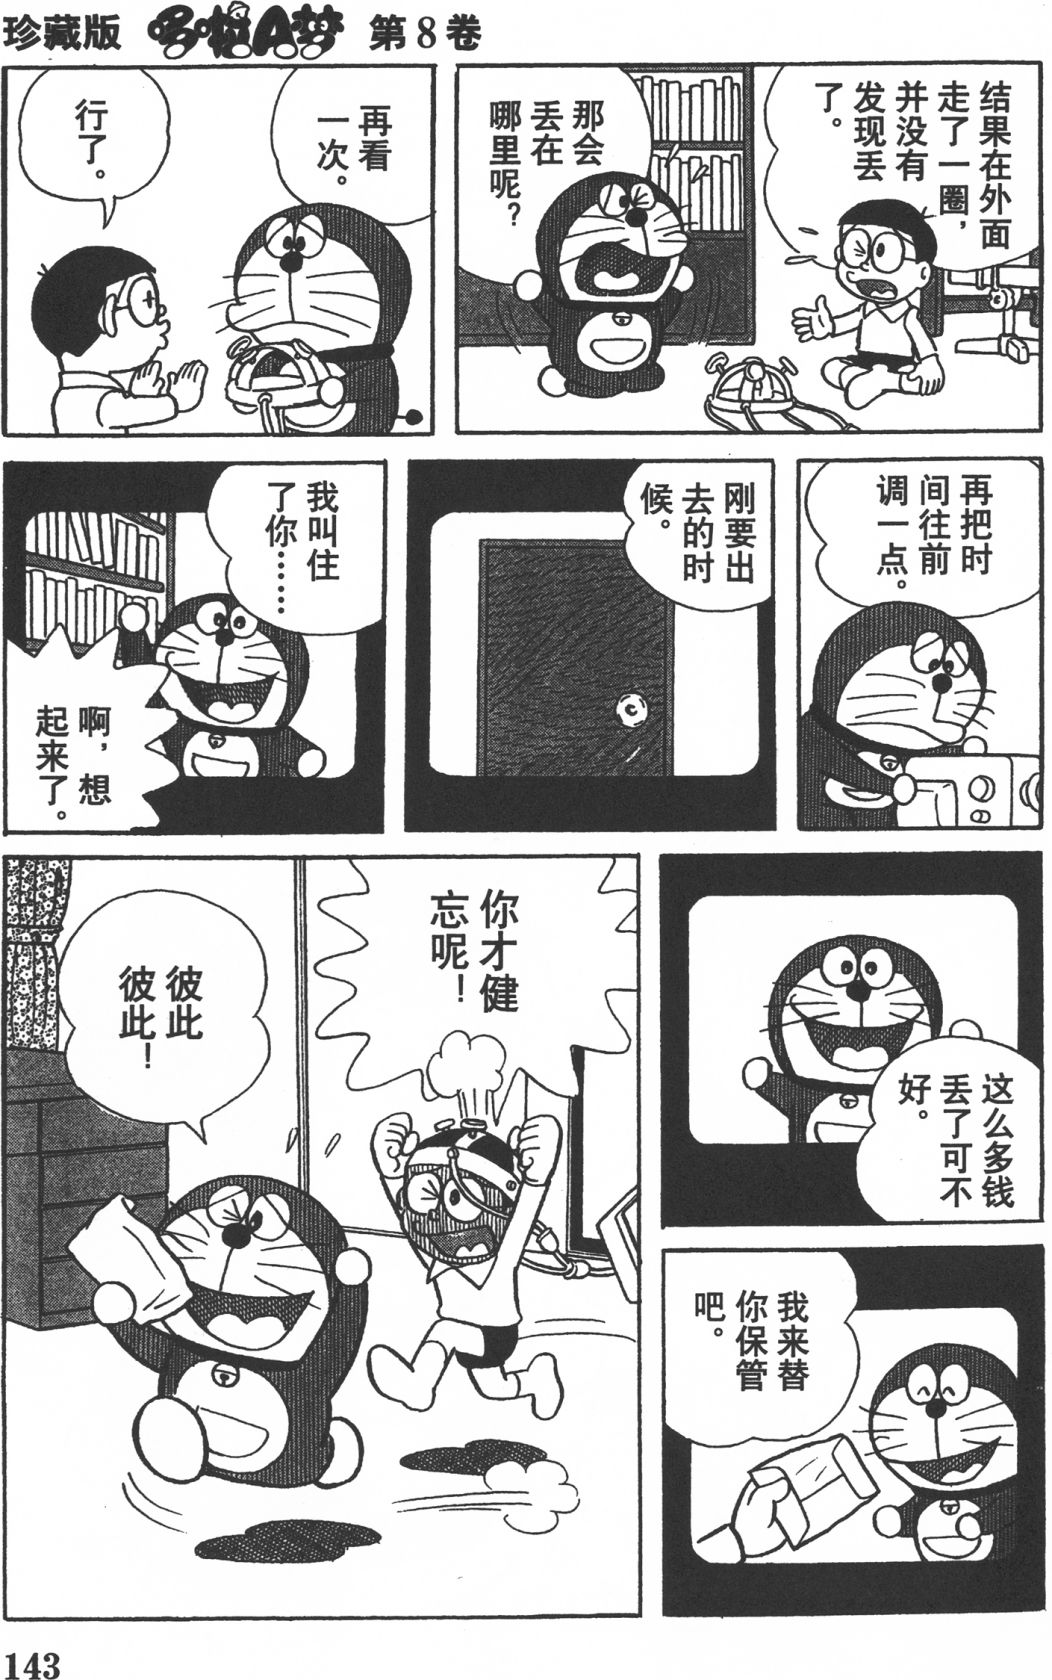 珍藏版 哆啦A梦 第8卷
结果在外面
走了一圈，
并没有
发现丢
了。
那会
丢在
哪里呢？
再看
一次。
行了。
再把时
间往前
调一点。
刚要出
去的时
候。
我叫住
了你……
啊，想
起来了。
这么多钱
丢了可不
好。
我来替
你保管
吧。
你才健
忘呢！
彼此
彼此！
143